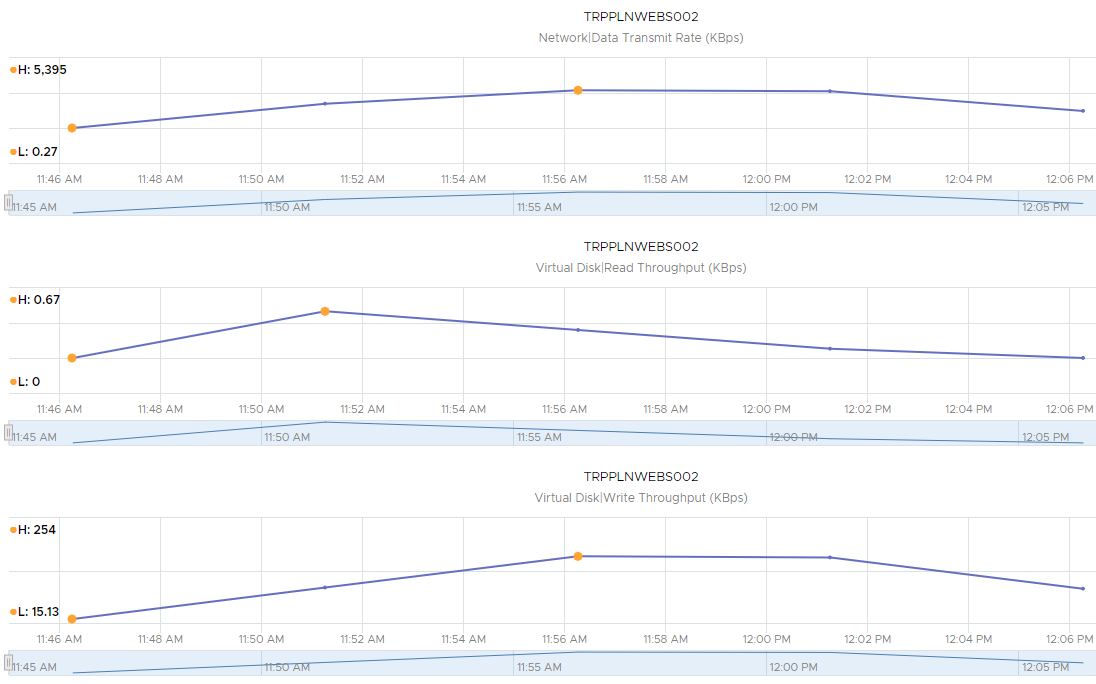 TRPPLNWEBS002
Network|Data Transmit Rate (KBps)
H: 5,395
L: 0.27
11:46 AM 11:48 AM 11:50 AM 11:52 AM 11:54 AM 11:56 AM 11:58 AM 12:00 PM 12:02 PM 12:04 PM 12:06 PM
11:45 AM 11:50 AM 11:55 AM 12:00 PM 12:05 PM
TRPPLNWEBS002
Virtual Disk|Read Throughput (KBps)
H: 0.67
L: 0
11:46 AM 11:48 AM 11:50 AM 11:52 AM 11:54 AM 11:56 AM 11:58 AM 12:00 PM 12:02 PM 12:04 PM 12:06 PM
11:45 AM 11:50 AM 11:55 AM 12:00 PM 12:05 PM
TRPPLNWEBS002
Virtual Disk|Write Throughput (KBps)
H: 254
L: 15.13
11:46 AM 11:48 AM 11:50 AM 11:52 AM 11:54 AM 11:56 AM 11:58 AM 12:00 PM 12:02 PM 12:04 PM 12:06 PM
11:45 AM 11:50 AM 11:55 AM 12:00 PM 12:05 PM